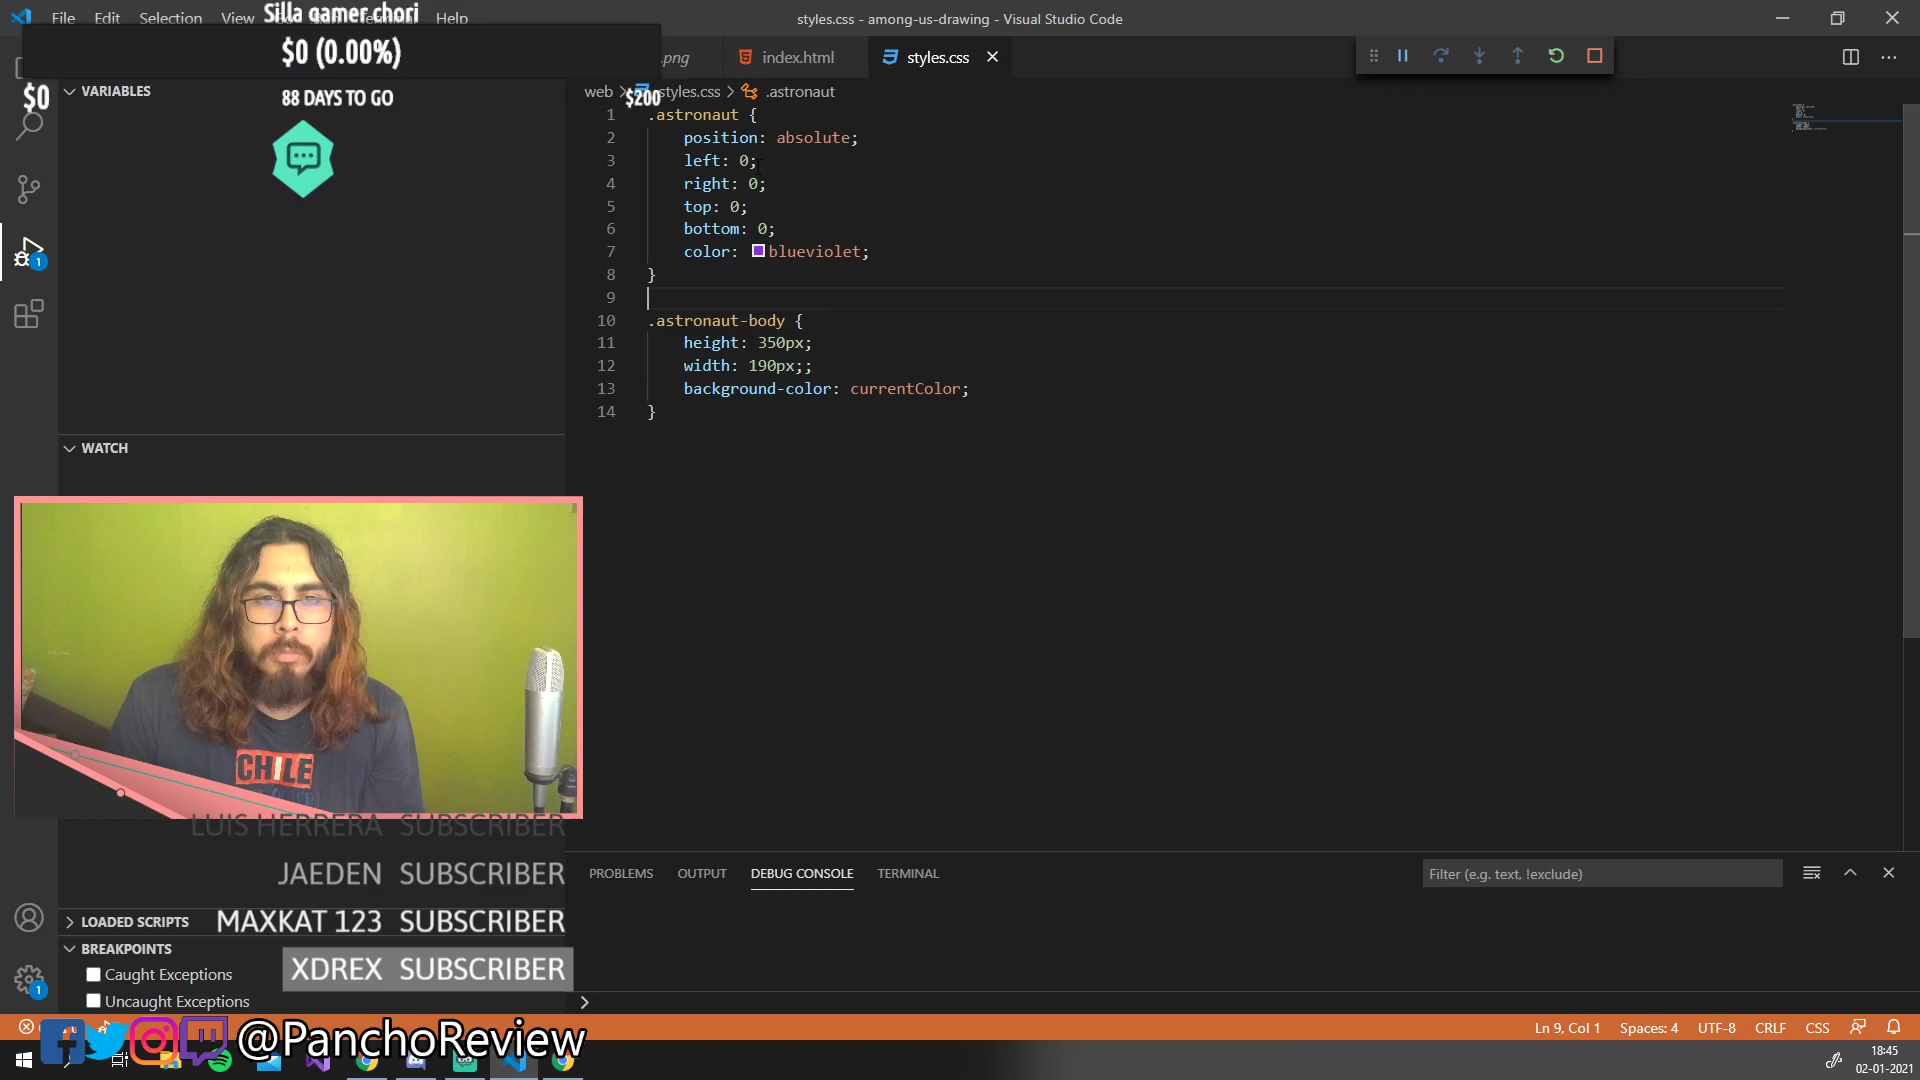 File Edit Selection View Help
styles.css - among-us-drawing - Visual Studio Code
Silla gamer chori
$0 (0.00%)
.png
index.html
styles.css
$0
VARIABLES
88 DAYS TO GO
$200
web > styles.css > .astronaut
1 .astronaut {
2 position: absolute;
3 left: 0;
4 right: 0;
5 top: 0;
6 bottom: 0;
7 color: blueviolet;
8 }
9
10 .astronaut-body {
11 height: 350px;
12 width: 190px;;
13 background-color: currentColor;
14 }
1
WATCH
CHILE
LUIS HERRERA SUBSCRIBER
JAEDEN SUBSCRIBER
MAXKAT 123 SUBSCRIBER
XDREX SUBSCRIBER
PROBLEMS OUTPUT DEBUG CONSOLE TERMINAL
Filter (e.g. text, !exclude)
LOADED SCRIPTS
BREAKPOINTS
Caught Exceptions
Uncaught Exceptions
1
@PanchoReview
Ln 9, Col 1 Spaces: 4 UTF-8 CRLF CSS
18:45
02-01-2021